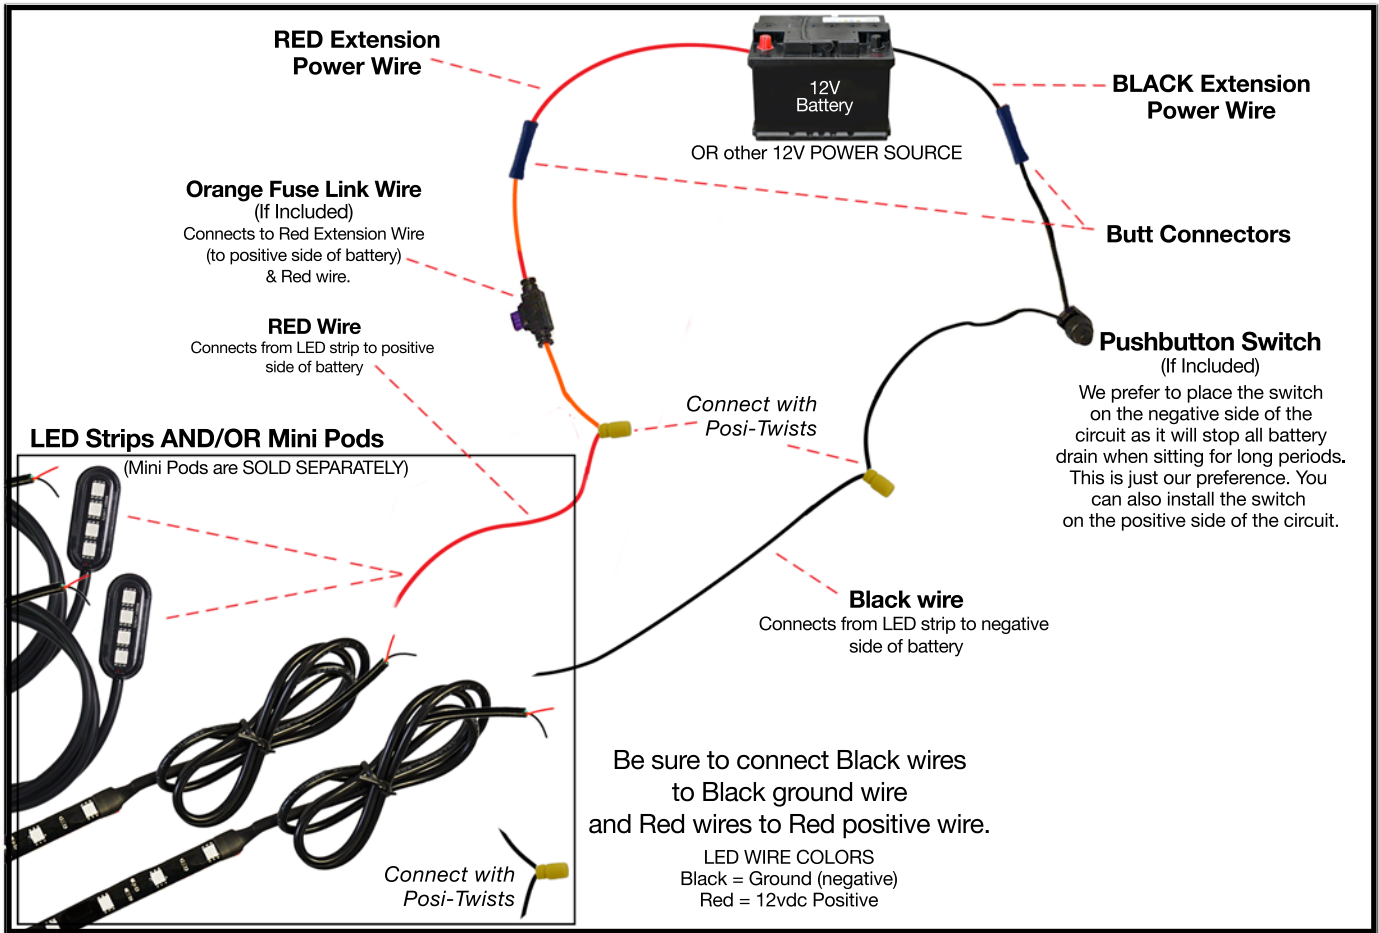 RED Extension
Power Wire
12V
Battery
OR other 12V POWER SOURCE
BLACK Extension
Power Wire
Orange Fuse Link Wire
(If Included)
Connects to Red Extension Wire
(to positive side of battery)
& Red wire.
Butt Connectors
RED Wire
Connects from LED strip to positive
side of battery
Pushbutton Switch
(If Included)
We prefer to place the switch
on the negative side of the
circuit as it will stop all battery
drain when sitting for long periods.
This is just our preference. You
can also install the switch
on the positive side of the circuit.
Connect with
Posi-Twists
LED Strips AND/OR Mini Pods
(Mini Pods are SOLD SEPARATELY)
Black wire
Connects from LED strip to negative
side of battery
Be sure to connect Black wires
to Black ground wire
and Red wires to Red positive wire.
LED WIRE COLORS
Black = Ground (negative)
Red = 12vdc Positive
Connect with
Posi-Twists